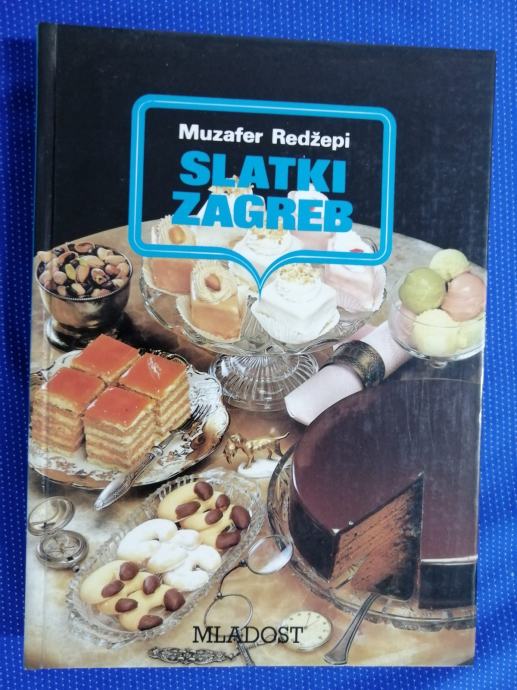 Muzafer Redžepi
SLATKI
ZAGREB
MLADOST